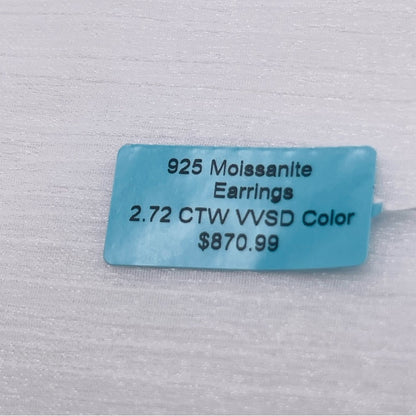 925 Moissanite
Earrings
2.72 CTW VVSD Color
$870.99